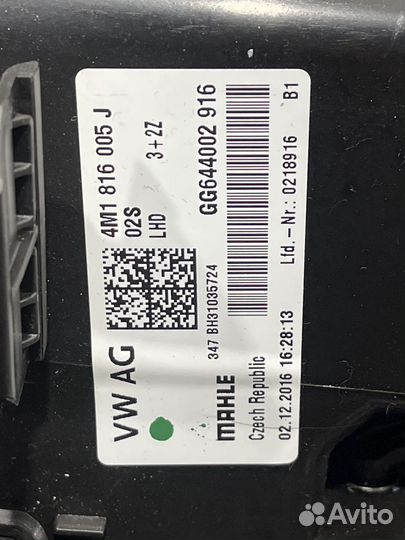 VW AG
4M1 816 005 J
02S
LHD
3+2Z
MAHLE
347 BH31035724
GG644002 916
Czech Republic
02.12.2016 16:28:13
Lfd.-Nr.: 0218916
B1
Avito